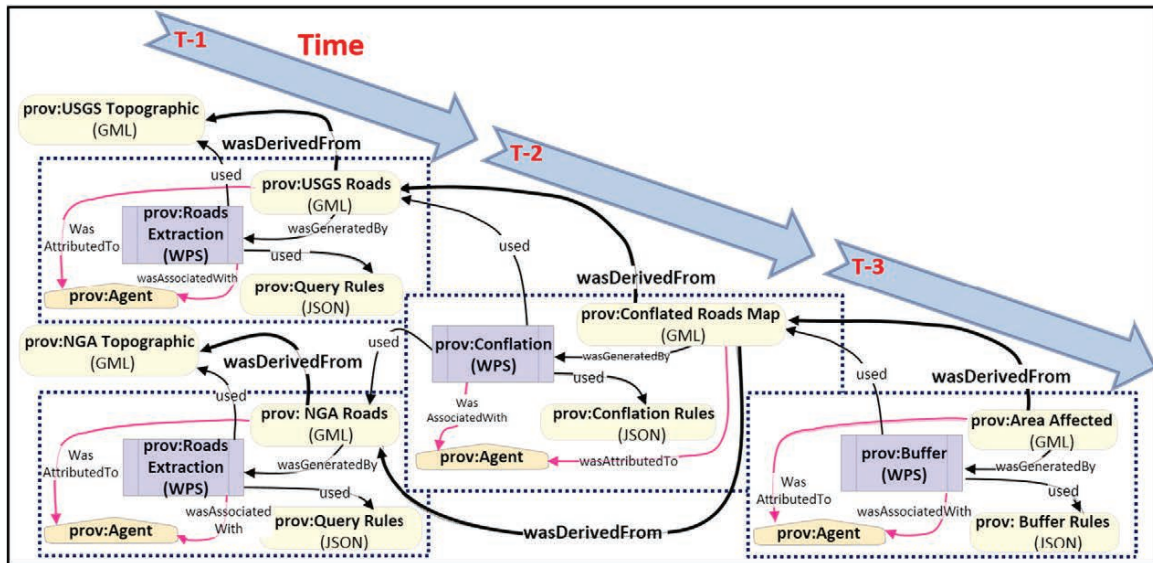 T-1
Time
T-2
T-3
prov:USGS Topographic
(GML)
wasDerivedFrom
used
prov:USGS Roads
(GML)
Was
AttributedTo
prov:Roads
Extraction
(WPS)
wasGeneratedBy
used
wasAssociatedWith
prov:Agent
prov:Query Rules
(JSON)
prov:NGA Topographic
(GML)
wasDerivedFrom
used
prov: NGA Roads
(GML)
Was
AttributedTo
prov:Roads
Extraction
(WPS)
wasGeneratedBy
used
wasAssociated
With
prov:Agent
prov:Query Rules
(JSON)
used
used
wasDerivedFrom
prov:Conflated Roads Map
(GML)
prov:Conflation
(WPS)
wasGeneratedBy
used
Was
AssociatedWith
prov:Conflation Rules
(JSON)
prov:Agent
wasAttributedTo
wasDerivedFrom
used
wasDerivedFrom
prov:Area Affected
(GML)
prov:Buffer
(WPS)
wasGeneratedBy
Was
AttributedTo
used
wasAssociatedWith
prov:Agent
prov: Buffer Rules
(JSON)